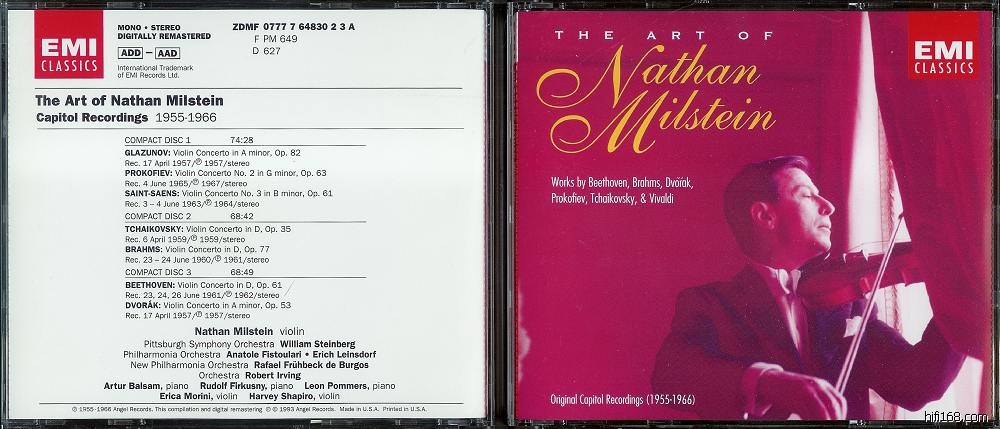 EMI
CLASSICS
MONO • STEREO
DIGITALLY REMASTERED
ADD – AAD
International Trademark
of EMI Records Ltd.
ZDMF 0777 7 64830 2 3 A
F PM 649
D 627
The Art of Nathan Milstein
Capitol Recordings 1955-1966
COMPACT DISC 1 74:28
GLAZUNOV: Violin Concerto in A minor, Op. 82
Rec. 17 April 1957/℗ 1957/stereo
PROKOFIEV: Violin Concerto No. 2 in G minor, Op. 63
Rec. 4 June 1965/℗ 1967/stereo
SAINT-SAENS: Violin Concerto No. 3 in B minor, Op. 61
Rec. 3 – 4 June 1963/℗ 1964/stereo
COMPACT DISC 2 68:42
TCHAIKOVSKY: Violin Concerto in D, Op. 35
Rec. 6 April 1959/℗ 1959/stereo
BRAHMS: Violin Concerto in D, Op. 77
Rec. 23 – 24 June 1960/℗ 1961/stereo
COMPACT DISC 3 68:49
BEETHOVEN: Violin Concerto in D, Op. 61
Rec. 23, 24, 26 June 1961/℗ 1962/stereo
DVORÁK: Violin Concerto in A minor, Op. 53
Rec. 17 April 1957/℗ 1957/stereo
Nathan Milstein violin
Pittsburgh Symphony Orchestra William Steinberg
Philharmonia Orchestra Anatole Fistoulari • Erich Leinsdorf
New Philharmonia Orchestra Rafael Frühbeck de Burgos
Orchestra Robert Irving
Artur Balsam, piano Rudolf Firkusny, piano Leon Pommers, piano
Erica Morini, violin Harvey Shapiro, violin
℗ 1955-1966 Angel Records. This compilation and digital remastering ℗ © 1993 Angel Records. Made in U.S.A. Printed in U.S.A.
THE ART OF
Nathan
Milstein
EMI
CLASSICS
Works by Beethoven, Brahms, Dvořák,
Prokofiev, Tchaikovsky, & Vivaldi
Original Capitol Recordings (1955-1966)
hifi168.com